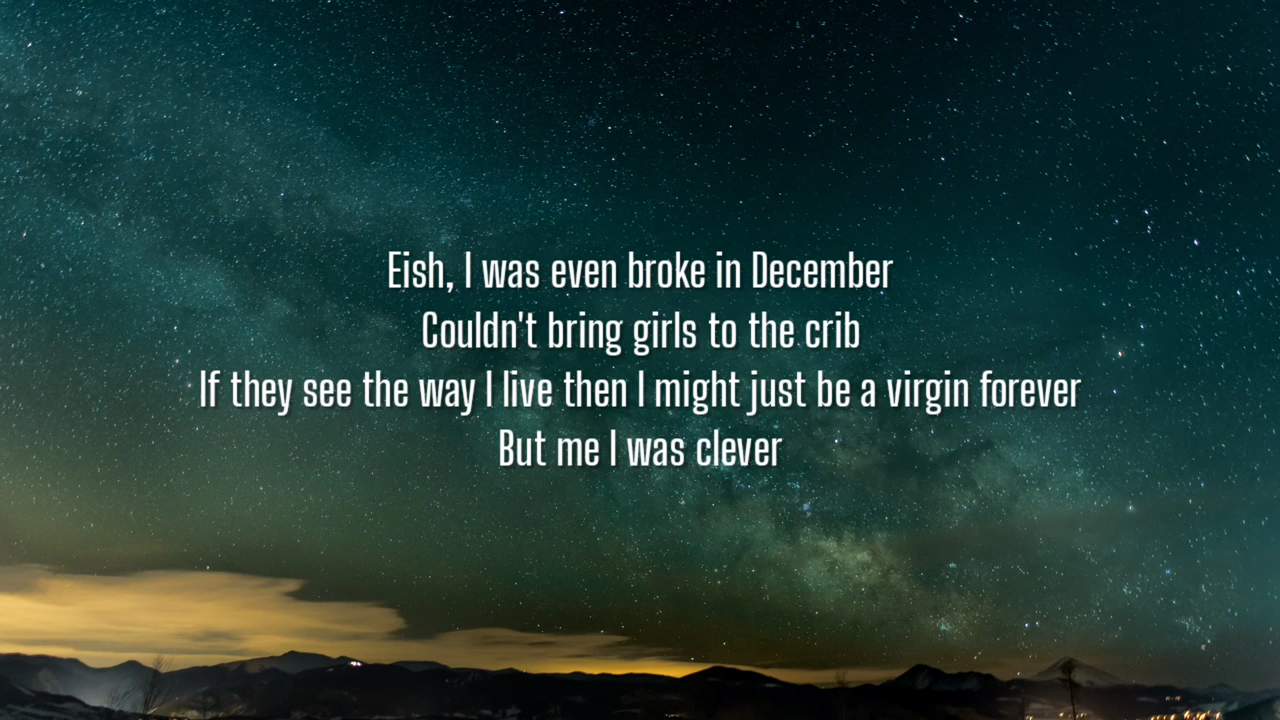 Eish, I was even broke in December
Couldn't bring girls to the crib
If they see the way I live then I might just be a virgin forever
But me I was clever